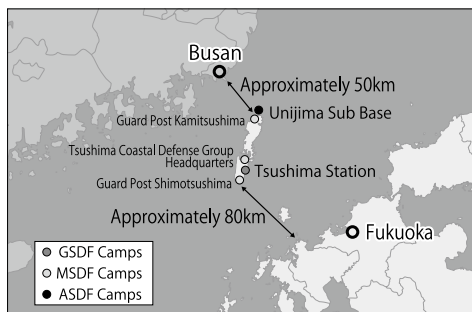 Busan
Approximately 50km
Unijima Sub Base
Guard Post Kamitsushima
Tsushima Coastal Defense Group
Headquarters
Tsushima Station
Guard Post Shimotsushima
Approximately 80km
Fukuoka
GSDF Camps
MSDF Camps
ASDF Camps